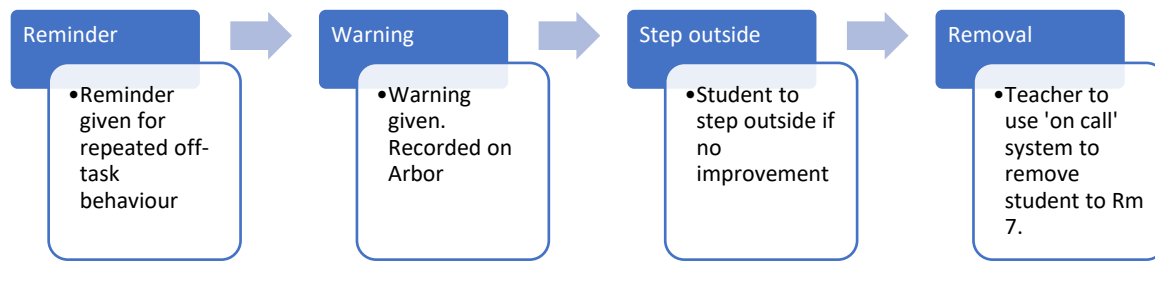 Reminder
•Reminder
given for
repeated off-
task
behaviour
Warning
•Warning
given.
Recorded on
Arbor
Step outside
•Student to
step outside if
no
improvement
Removal
•Teacher to
use 'on call'
system to
remove
student to Rm
7.